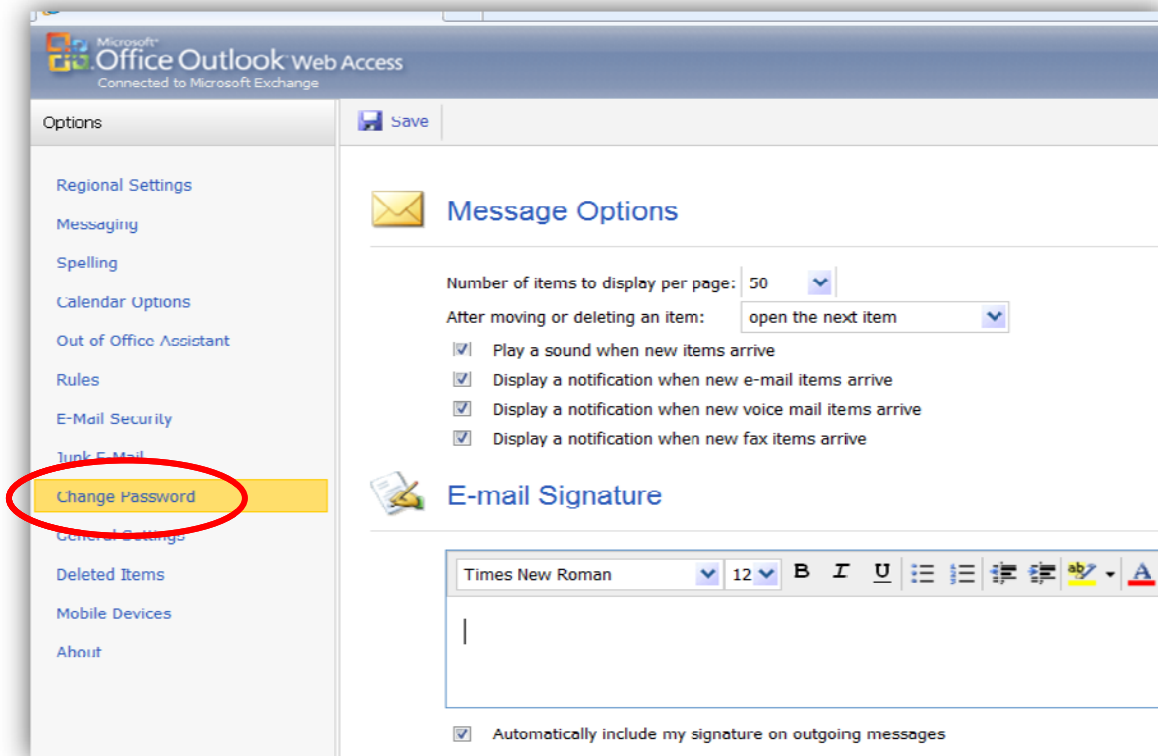 Microsoft
Office Outlook Web Access
Connected to Microsoft Exchange
Options
Save
Regional Settings
Messaging
Spelling
Calendar Options
Out of Office Assistant
Rules
E-Mail Security
Junk E-Mail
Change Password
General Settings
Deleted Items
Mobile Devices
About
Message Options
Number of items to display per page: 50
After moving or deleting an item: open the next item
Play a sound when new items arrive
Display a notification when new e-mail items arrive
Display a notification when new voice mail items arrive
Display a notification when new fax items arrive
E-mail Signature
Times New Roman 12 B I U ab A
Automatically include my signature on outgoing messages